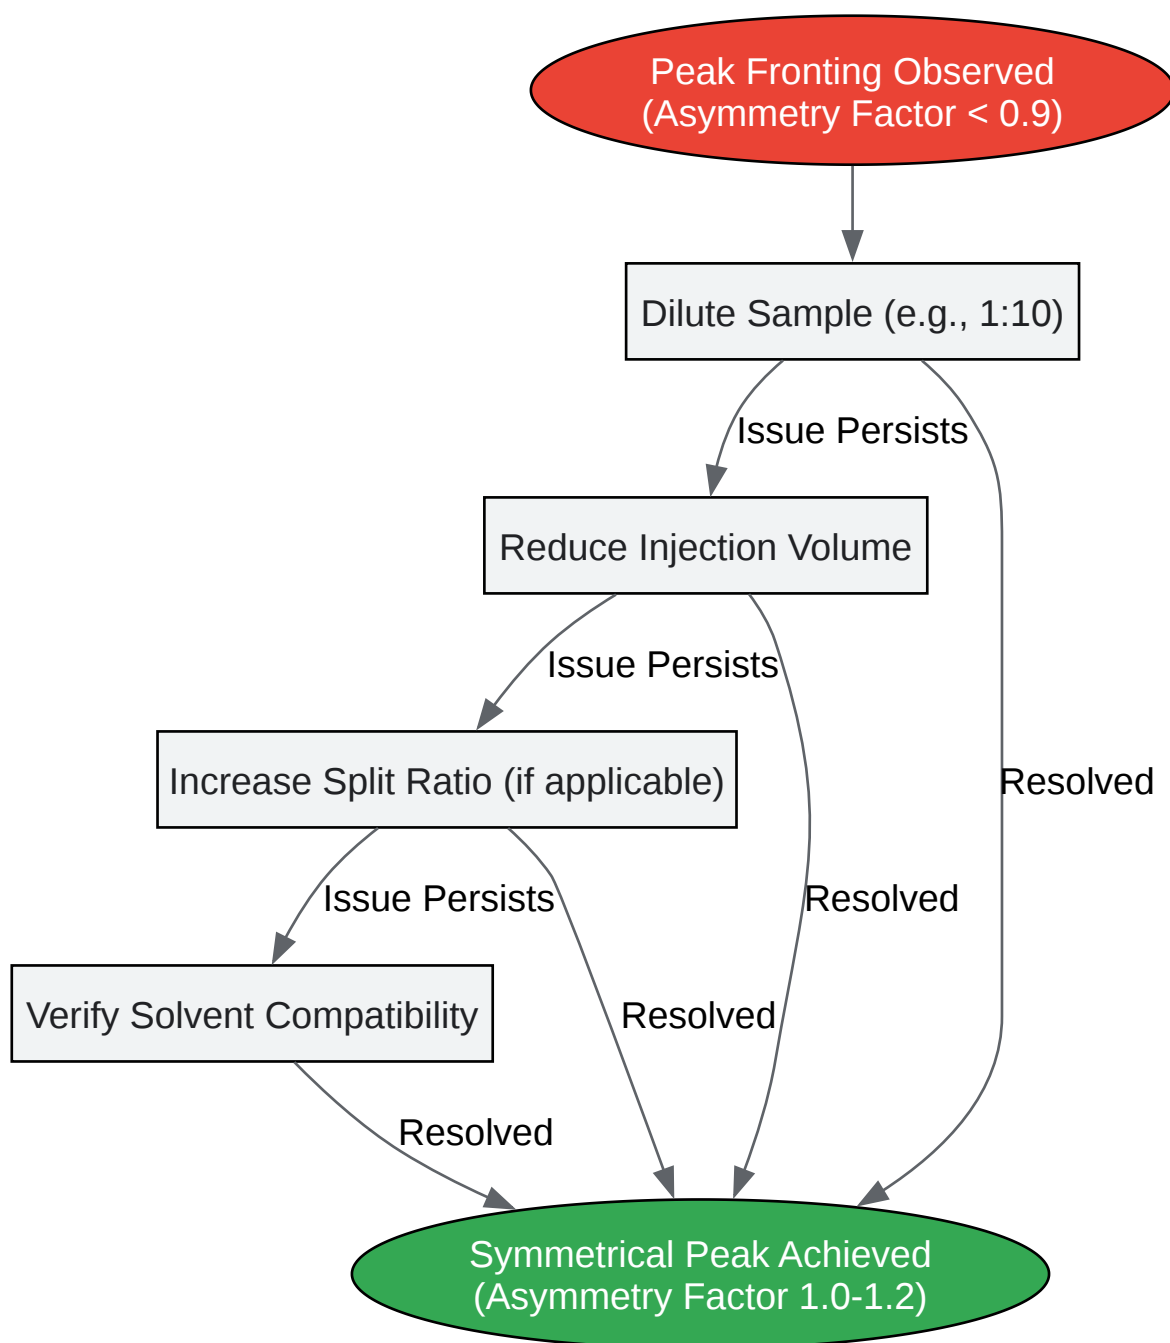 Peak Fronting Observed
(Asymmetry Factor < 0.9)
Dilute Sample (e.g., 1:10)
Issue Persists
Reduce Injection Volume
Issue Persists
Increase Split Ratio (if applicable)
Resolved
Issue Persists
Resolved
Verify Solvent Compatibility
Resolved
Resolved
Symmetrical Peak Achieved
(Asymmetry Factor 1.0-1.2)